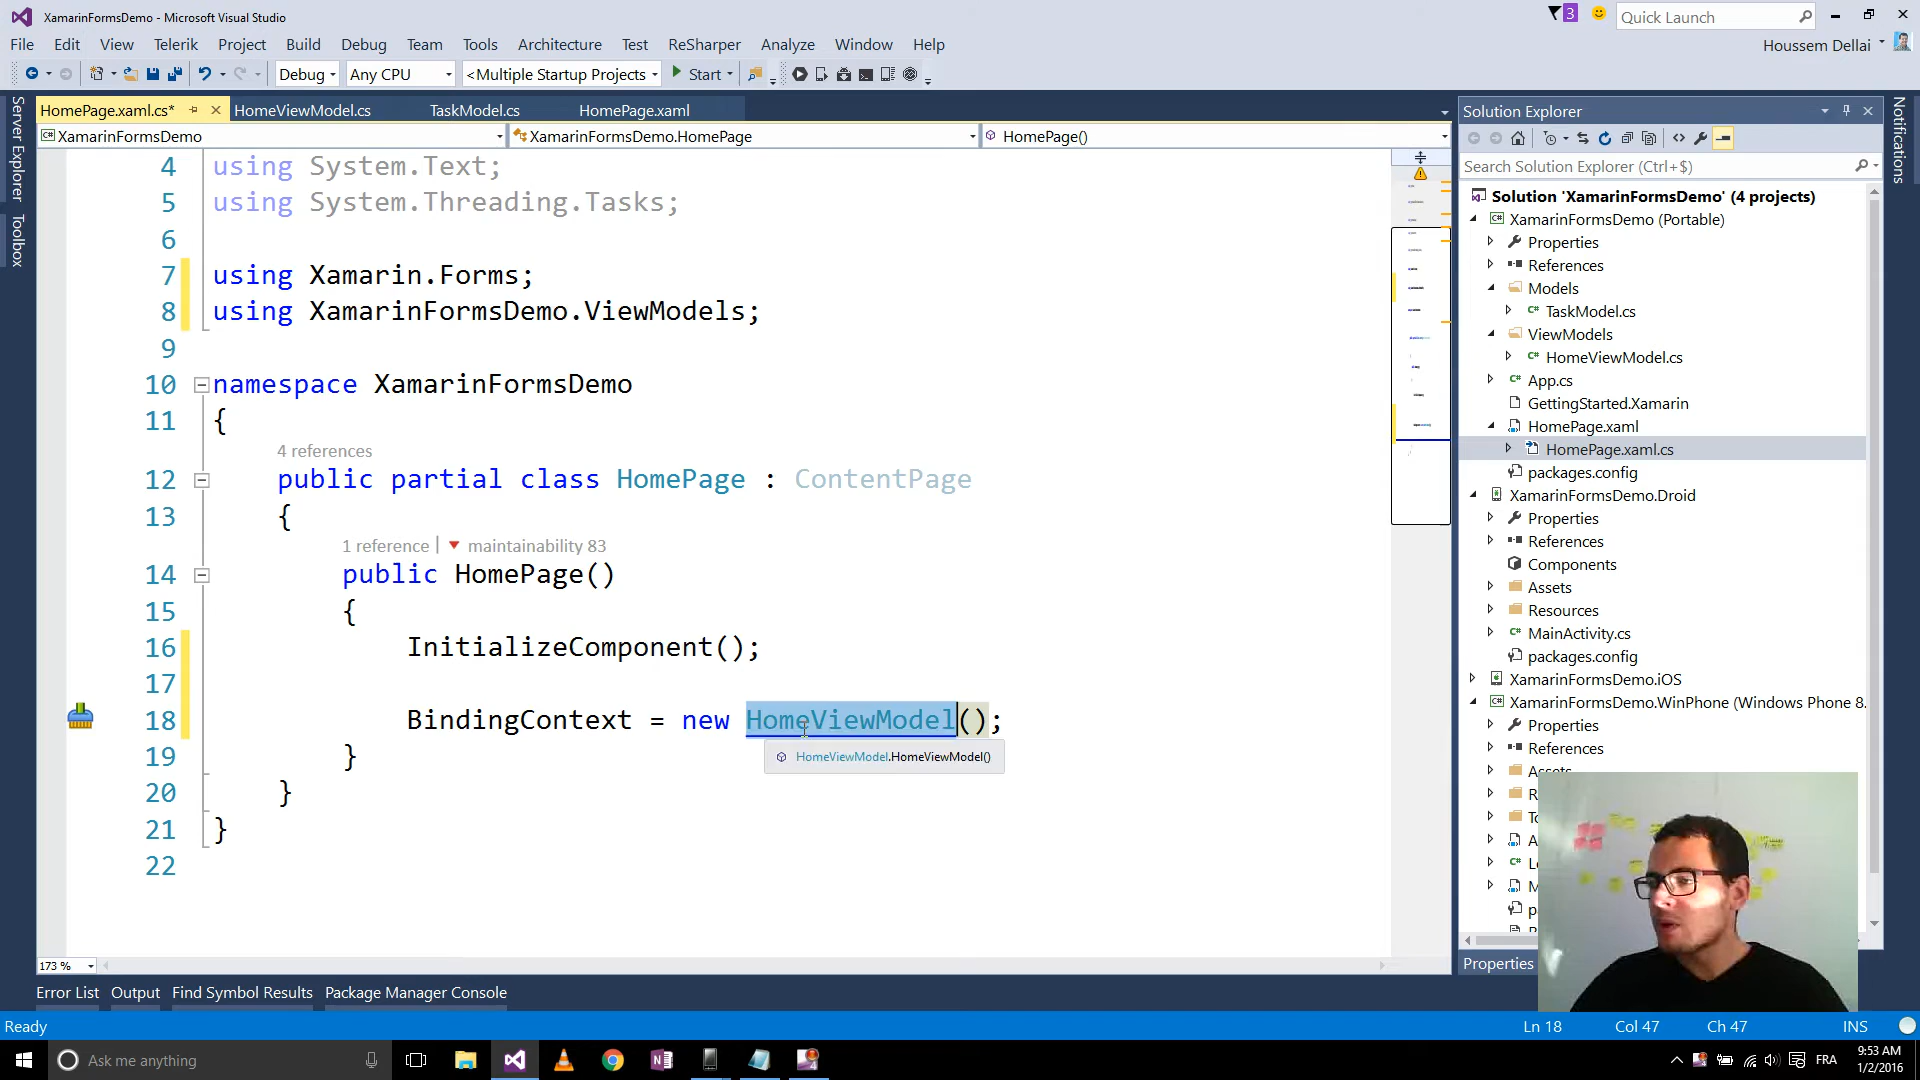 XamarinFormsDemo - Microsoft Visual Studio
3
Quick Launch
File Edit View Telerik Project Build Debug Team Tools Architecture Test ReSharper Analyze Window Help
Houssem Dellai
Debug Any CPU <Multiple Startup Projects Start
HomePage.xaml.cs* HomeViewModel.cs TaskModel.cs HomePage.xaml
XamarinFormsDemo XamarinFormsDemo.HomePage HomePage()
Server Explorer
Toolbox
4 using System.Text;
5 using System.Threading.Tasks;
6
7 using Xamarin.Forms;
8 using XamarinFormsDemo.ViewModels;
9
10 namespace XamarinFormsDemo
11 {
4 references
12 public partial class HomePage : ContentPage
13 {
1 reference | maintainability 83
14 public HomePage()
15 {
16 InitializeComponent();
17
18 BindingContext = new HomeViewModel();
HomeViewModel.HomeViewModel()
19 }
20 }
21 }
22
173 %
Solution Explorer
Search Solution Explorer (Ctrl+$)
Solution 'XamarinFormsDemo' (4 projects)
XamarinFormsDemo (Portable)
Properties
References
Models
TaskModel.cs
ViewModels
HomeViewModel.cs
App.cs
GettingStarted.Xamarin
HomePage.xaml
HomePage.xaml.cs
packages.config
XamarinFormsDemo.Droid
Properties
References
Components
Assets
Resources
MainActivity.cs
packages.config
XamarinFormsDemo.iOS
XamarinFormsDemo.WinPhone (Windows Phone 8.
Properties
References
Properties
Notifications
Error List Output Find Symbol Results Package Manager Console
Ready Ln 18 Col 47 Ch 47 INS
Ask me anything
FRA
9:53 AM
1/2/2016